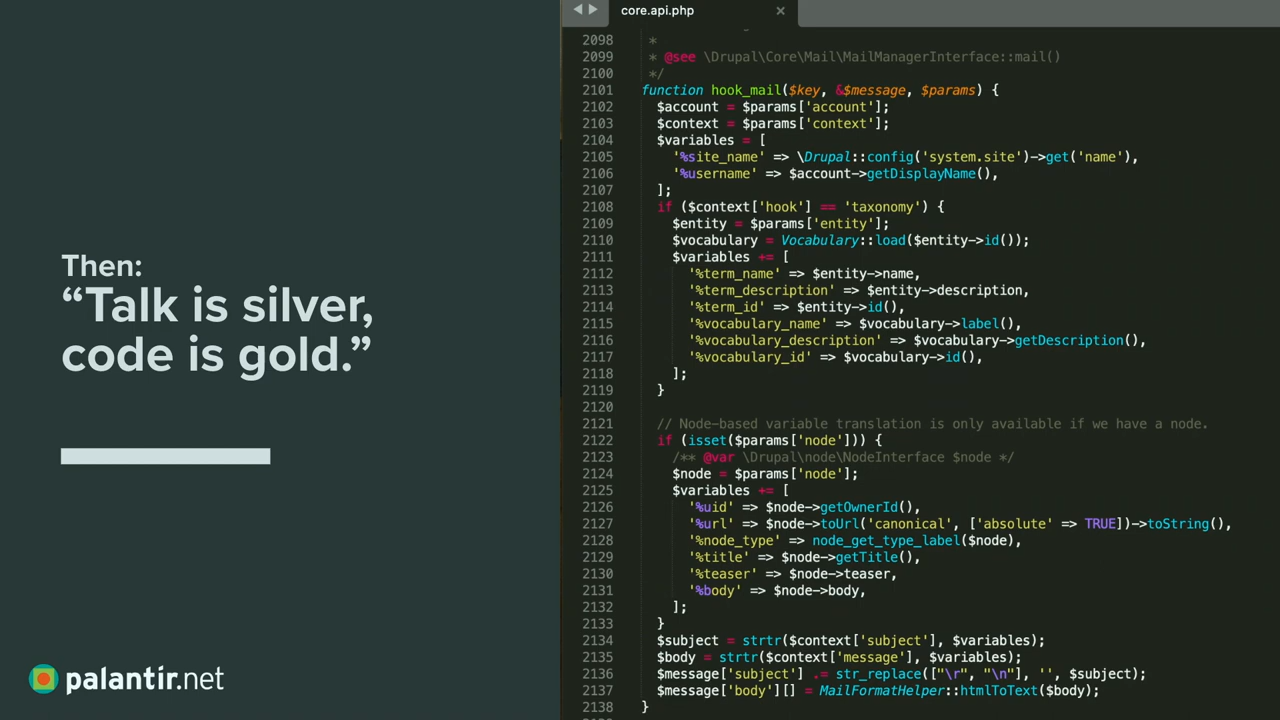 Then:
“Talk is silver,
code is gold.”
palantir.net
core.api.php ×
2098 *
2099 * @see \Drupal\Core\Mail\MailManagerInterface::mail()
2100 */
2101 function hook_mail($key, &$message, $params) {
2102 $account = $params['account'];
2103 $context = $params['context'];
2104 $variables = [
2105 '%site_name' => \Drupal::config('system.site')->get('name'),
2106 '%username' => $account->getDisplayName(),
2107 ];
2108 if ($context['hook'] == 'taxonomy') {
2109 $entity = $params['entity'];
2110 $vocabulary = Vocabulary::load($entity->id());
2111 $variables += [
2112 '%term_name' => $entity->name,
2113 '%term_description' => $entity->description,
2114 '%term_id' => $entity->id(),
2115 '%vocabulary_name' => $vocabulary->label(),
2116 '%vocabulary_description' => $vocabulary->getDescription(),
2117 '%vocabulary_id' => $vocabulary->id(),
2118 ];
2119 }
2120
2121 // Node-based variable translation is only available if we have a node.
2122 if (isset($params['node'])) {
2123 /** @var \Drupal\node\NodeInterface $node */
2124 $node = $params['node'];
2125 $variables += [
2126 '%uid' => $node->getOwnerId(),
2127 '%url' => $node->toUrl('canonical', ['absolute' => TRUE])->toString(),
2128 '%node_type' => node_get_type_label($node),
2129 '%title' => $node->getTitle(),
2130 '%teaser' => $node->teaser,
2131 '%body' => $node->body,
2132 ];
2133 }
2134 $subject = strtr($context['subject'], $variables);
2135 $body = strtr($context['message'], $variables);
2136 $message['subject'] .= str_replace(["\r", "\n"], '', $subject);
2137 $message['body'][] = MailFormatHelper::htmlToText($body);
2138 }